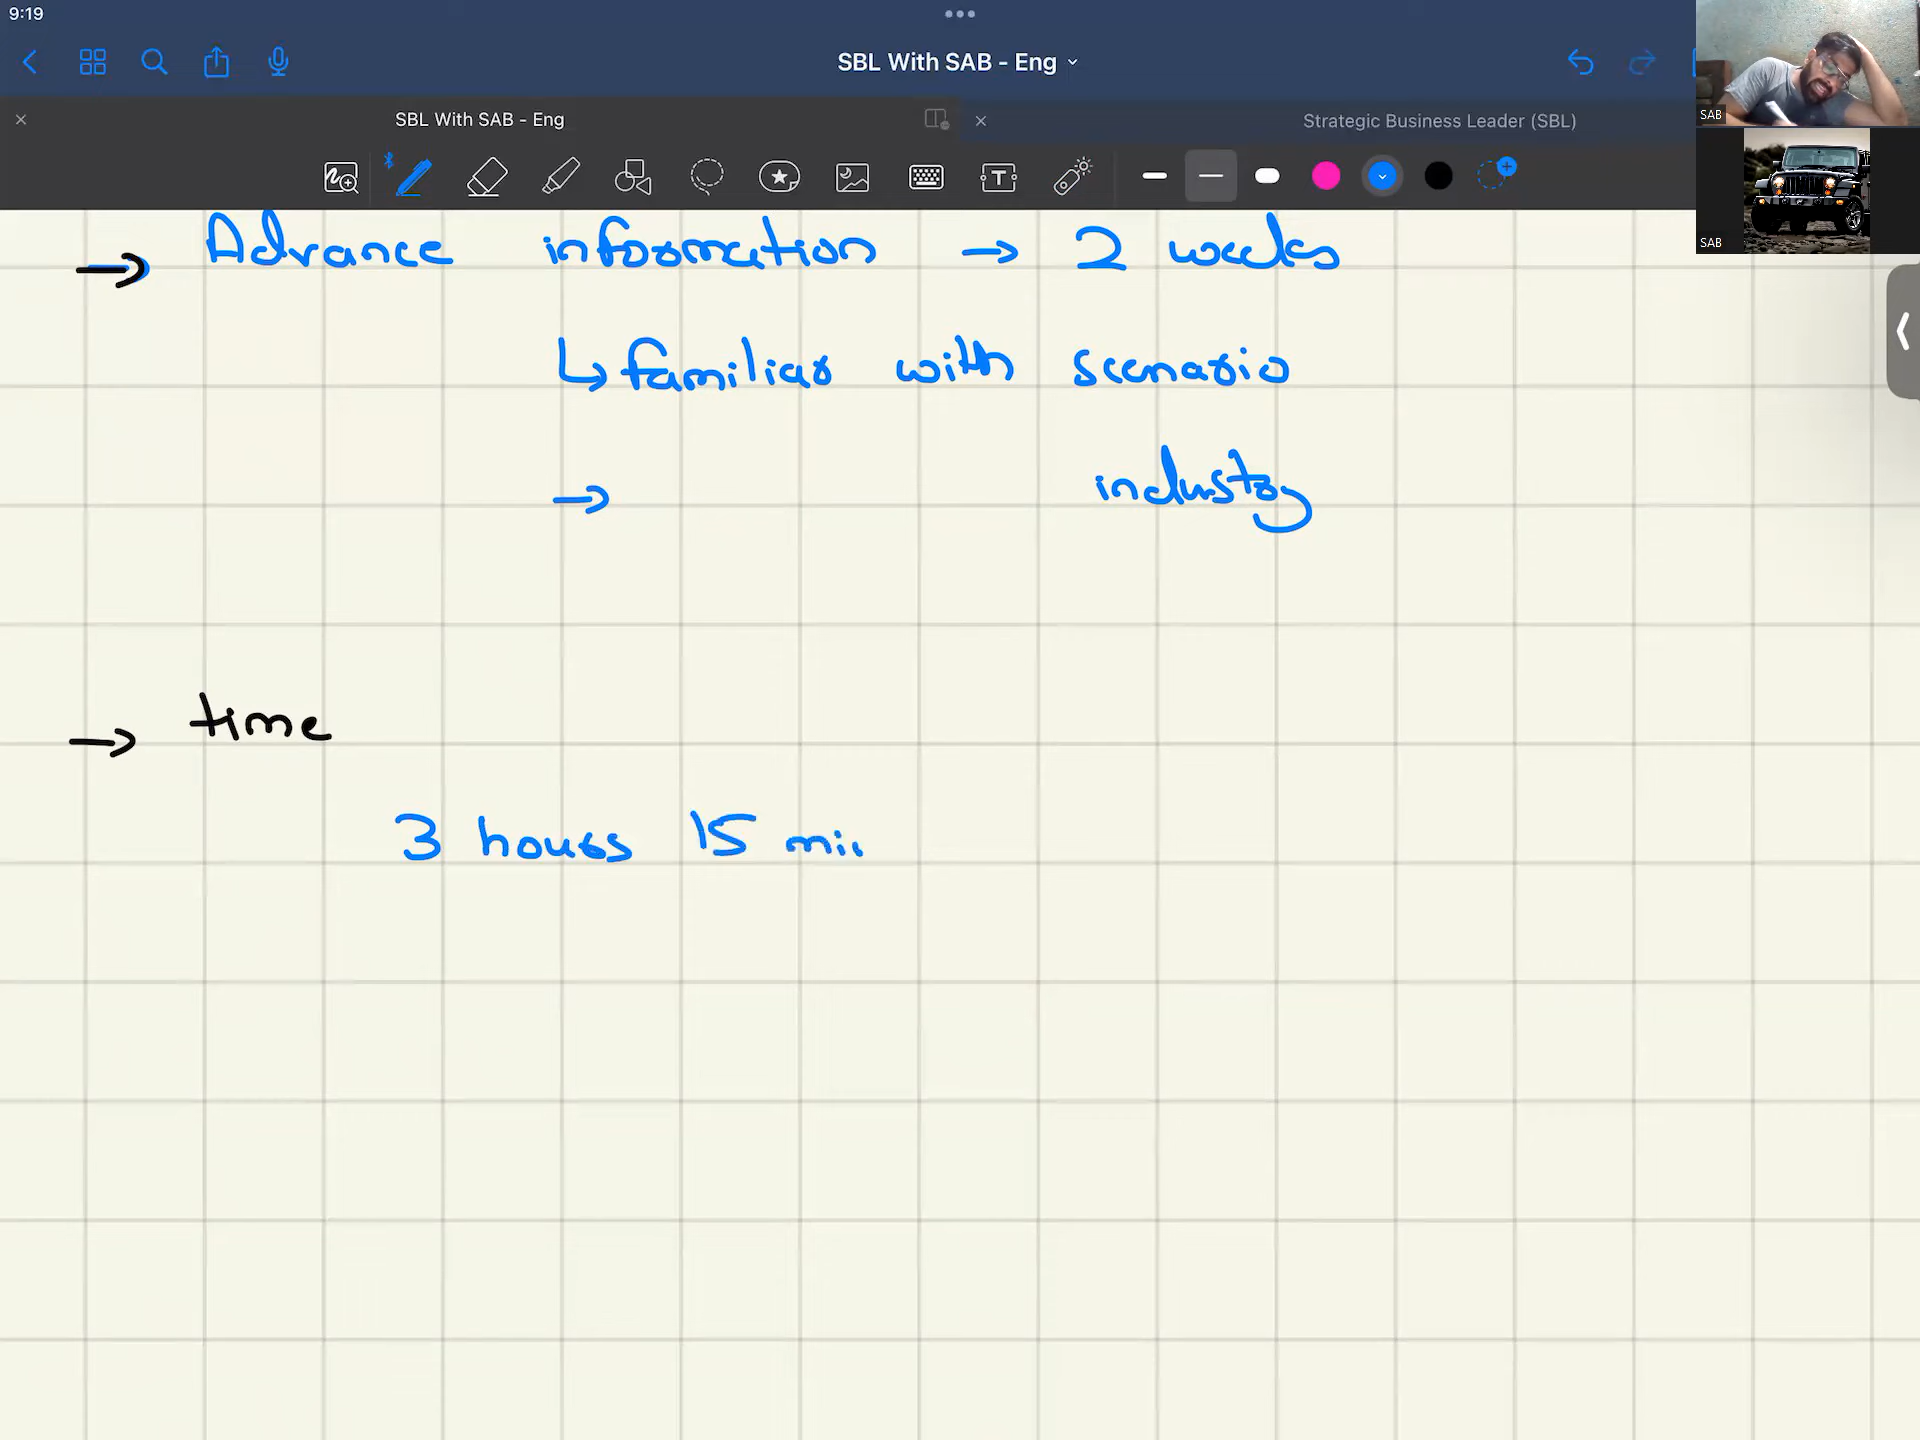 9:19
SBL With SAB - Eng
SBL With SAB - Eng
Strategic Business Leader (SBL)
SAB
SAB
→ Advance information → 2 weeks
↳ familiar with scenario
→ industry
→ time
3 hours 15 mi